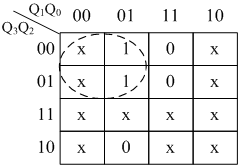 Q₁Q₀ 00 01 11 10
Q₃Q₂
00 x 1 0 x
01 x 1 0 x
11 x x x x
10 x 0 x x